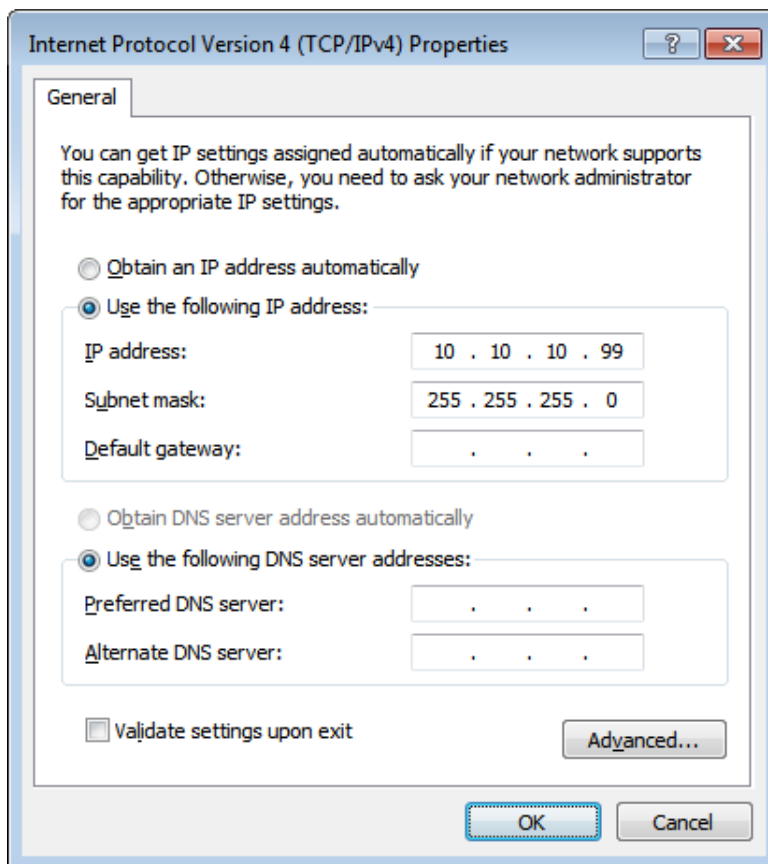 Internet Protocol Version 4 (TCP/IPv4) Properties
General
You can get IP settings assigned automatically if your network supports
this capability. Otherwise, you need to ask your network administrator
for the appropriate IP settings.
Obtain an IP address automatically
Use the following IP address:
IP address: 10 . 10 . 10 . 99
Subnet mask: 255 . 255 . 255 . 0
Default gateway: . . .
Obtain DNS server address automatically
Use the following DNS server addresses:
Preferred DNS server: . . .
Alternate DNS server: . . .
Validate settings upon exit
Advanced...
OK Cancel